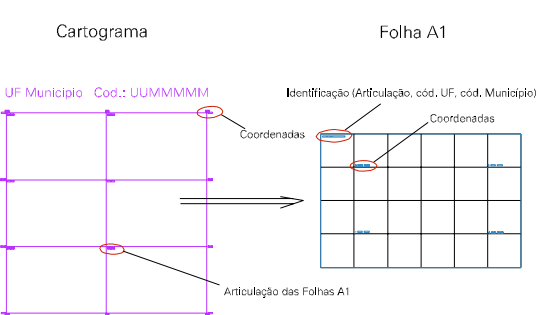 Cartograma
Folha A1
UF Municipio Cod.: UUMMMMM
Identificação (Articulação, cód. UF, cód. Município)
Coordenadas
Coordenadas
Articulação das Folhas A1